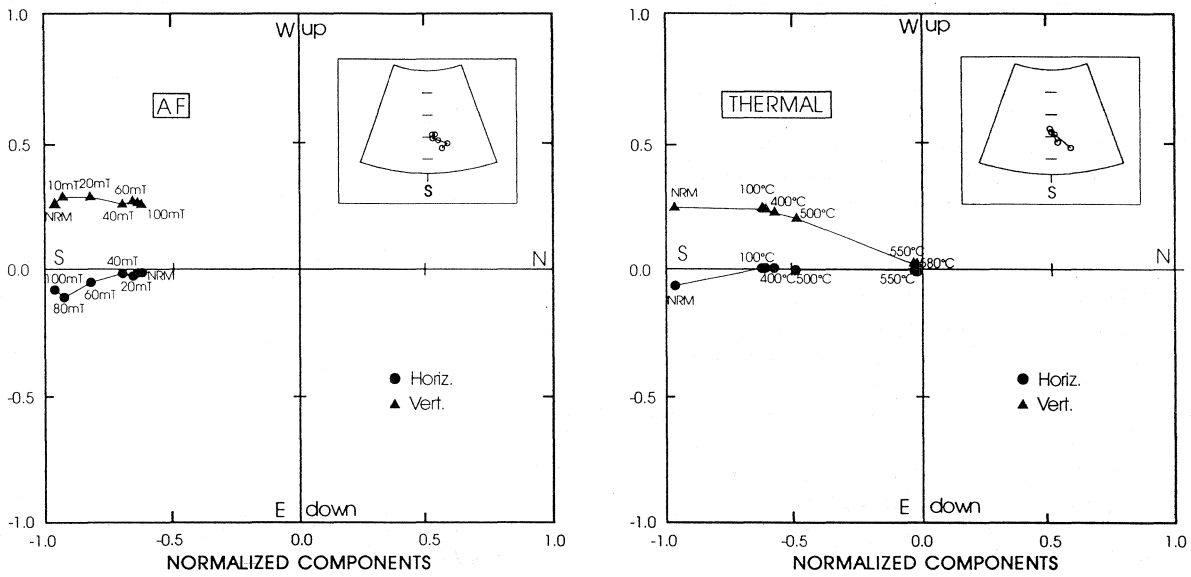 1.0
W up
AF
S
0.5
10mT 20mT
60mT
NRM
40mT
100mT
S
N
0.0
40mT
100mT
NRM
60mT
20mT
80mT
Horiz.
Vert.
-0.5
E down
-1.0
-1.0
-0.5
0.0
0.5
1.0
NORMALIZED COMPONENTS
1.0
W up
THERMAL
S
0.5
NRM
100°C
400°C
500°C
S
N
0.0
100°C
550°C
580°C
NRM
400°C
500°C
550°C
Horiz.
Vert.
-0.5
E down
-1.0
-1.0
-0.5
0.0
0.5
1.0
NORMALIZED COMPONENTS